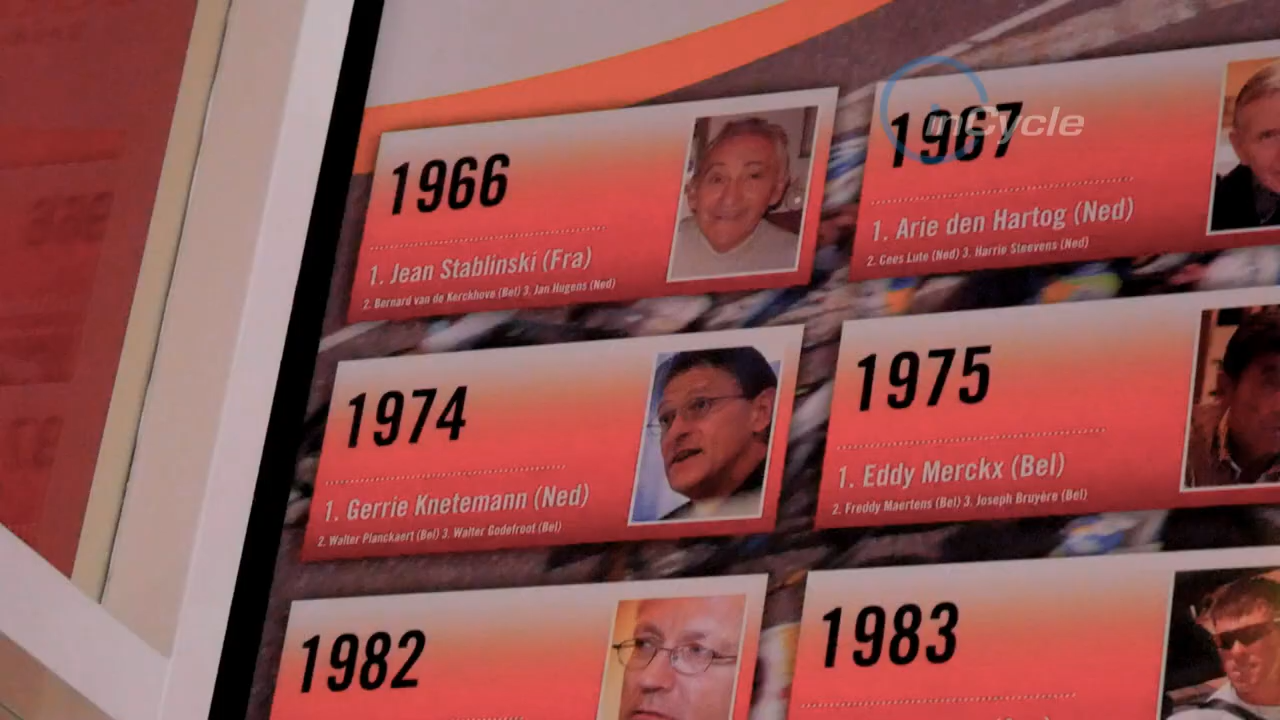 1966
1. Jean Stablinski (Fra)
2. Bernard van de Kerckhove (Bel) 3. Jan Hugens (Ned)
1967
inCycle
1. Arie den Hartog (Ned)
2. Cees Lute (Ned) 3. Harrie Steevens (Ned)
1974
1. Gerrie Knetemann (Ned)
2. Walter Planckaert (Bel) 3. Walter Godefroot (Bel)
1975
1. Eddy Merckx (Bel)
2. Freddy Maertens (Bel) 3. Joseph Bruyére (Bel)
1982
1983